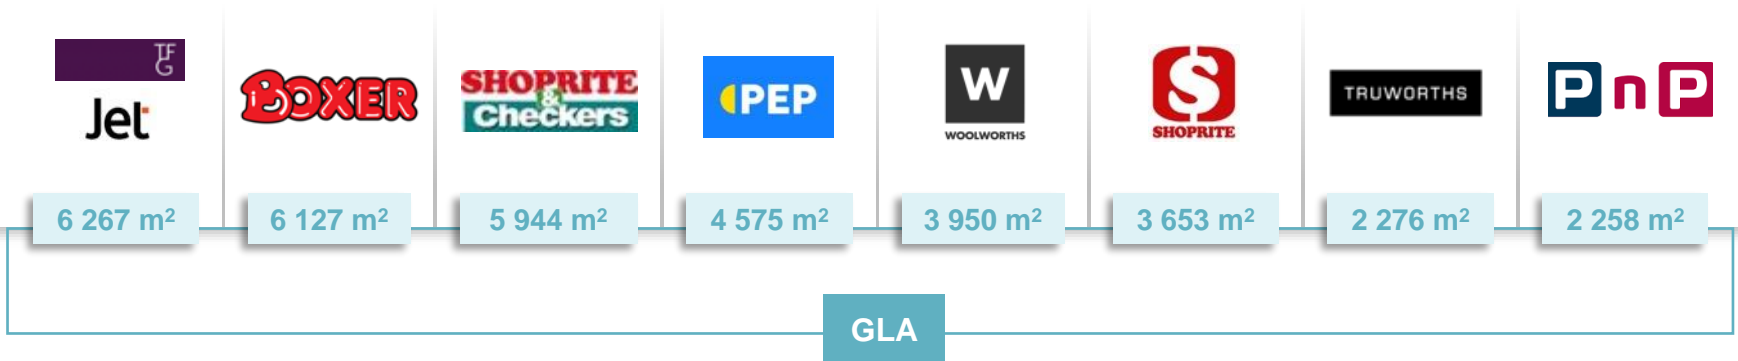 TFG
Jet
BOXER
SHOPRITE
&
Checkers
PEP
W
WOOLWORTHS
S
SHOPRITE
TRUWORTHS
PnP
6 267 m²
6 127 m²
5 944 m²
4 575 m²
3 950 m²
3 653 m²
2 276 m²
2 258 m²
GLA